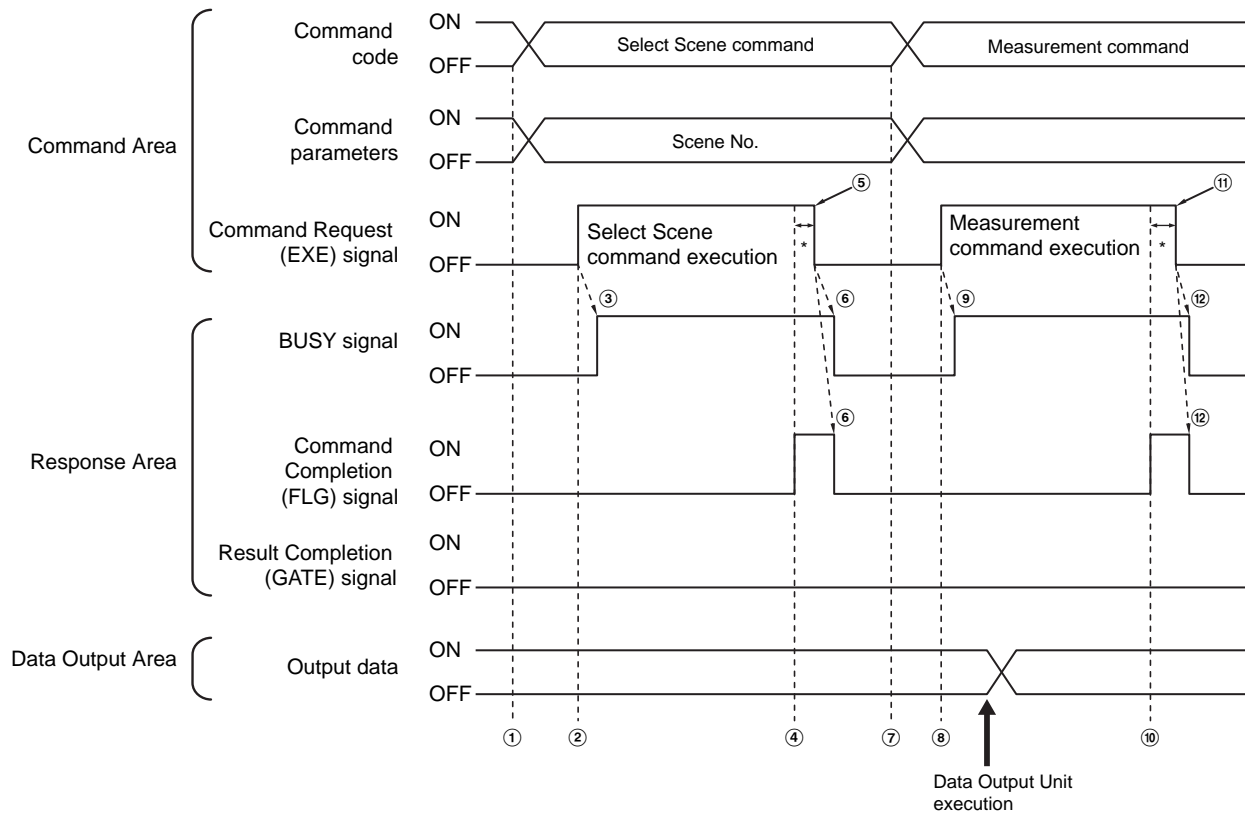 Command Area
Command
code
ON
OFF
Select Scene command
Measurement command
Command
parameters
ON
OFF
Scene No.
Command Request
(EXE) signal
ON
OFF
Select Scene
command execution
*
⑤
Measurement
command execution
*
⑪
Response Area
BUSY signal
ON
OFF
③
⑥
⑨
⑫
Command
Completion
(FLG) signal
ON
OFF
⑥
⑫
Result Completion
(GATE) signal
ON
OFF
Data Output Area
Output data
ON
OFF
① ② ④ ⑦ ⑧ ⑩
Data Output Unit
execution